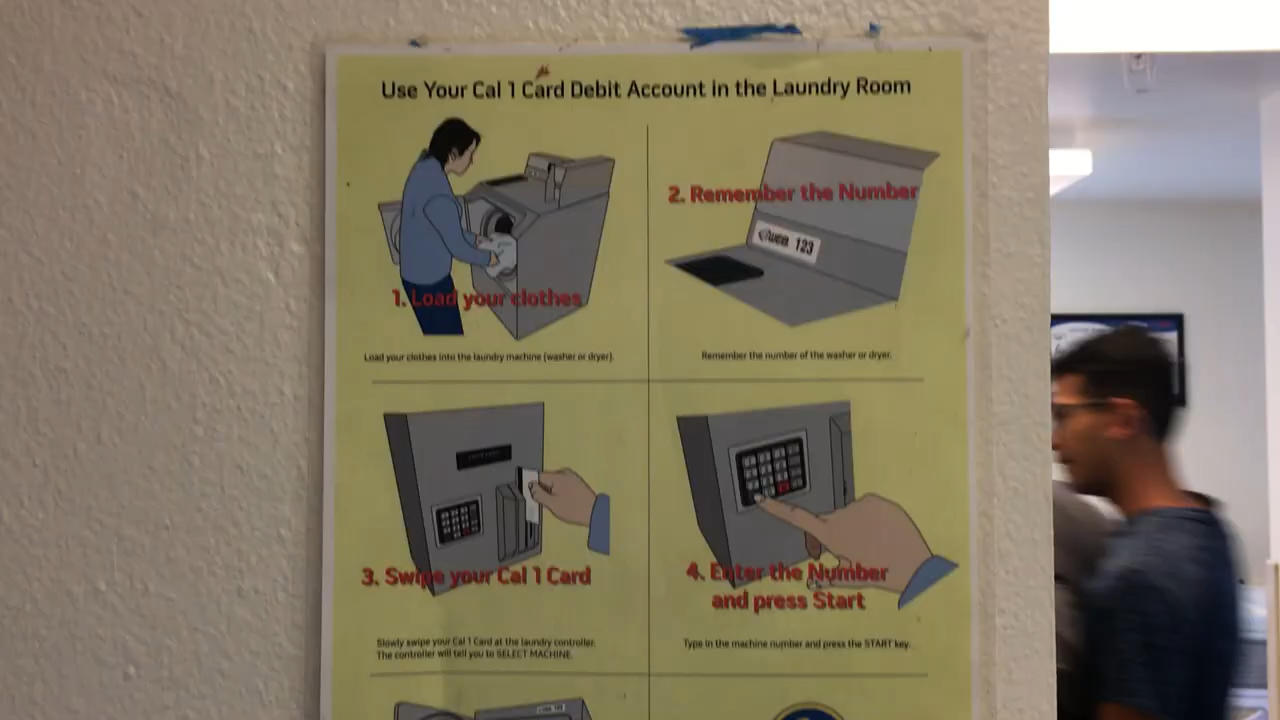 Use Your Cal 1 Card Debit Account in the Laundry Room
1. Load your clothes
Load your clothes into the laundry machine (washer or dryer).
2. Remember the Number
123
Remember the number of the washer or dryer.
3. Swipe your Cal 1 Card
Slowly swipe your Cal 1 Card at the laundry controller.
The controller will tell you to SELECT MACHINE.
4. Enter the Number
and press Start
Type in the machine number and press the START key.